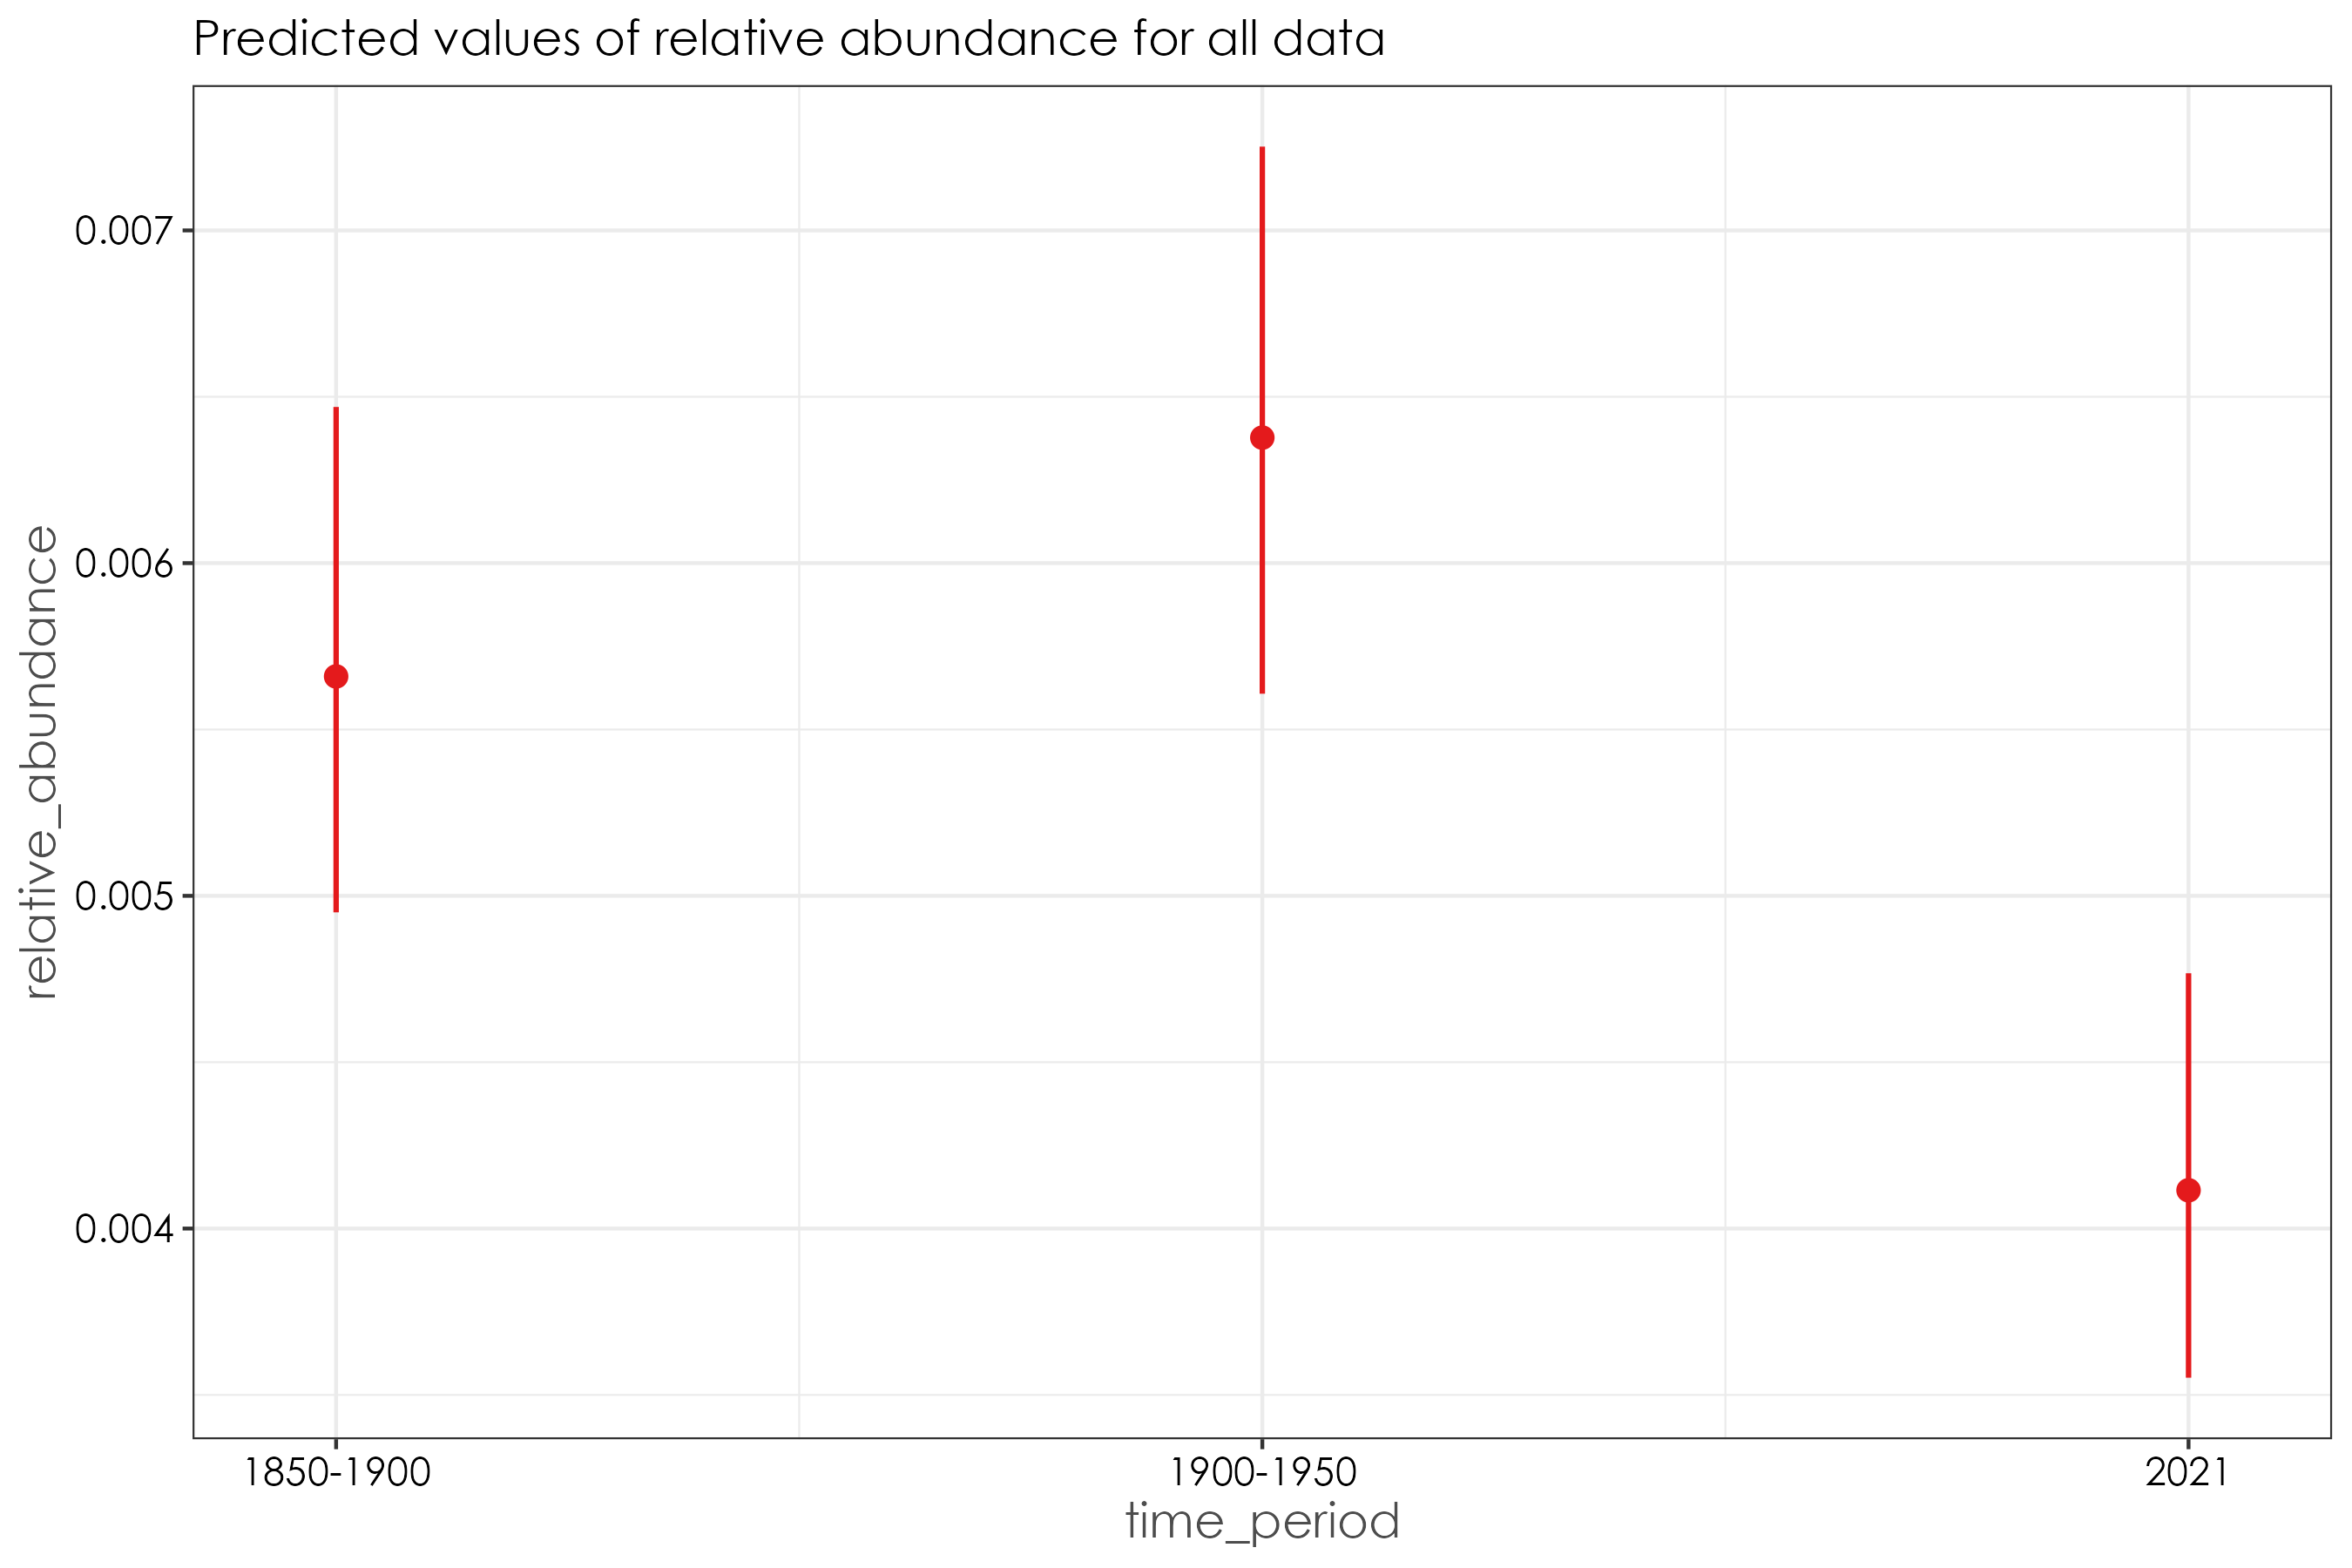 Predicted values of relative abundance for all data
relative_abundance
0.007
0.006
0.005
0.004
1850-1900
1900-1950
2021
time_period